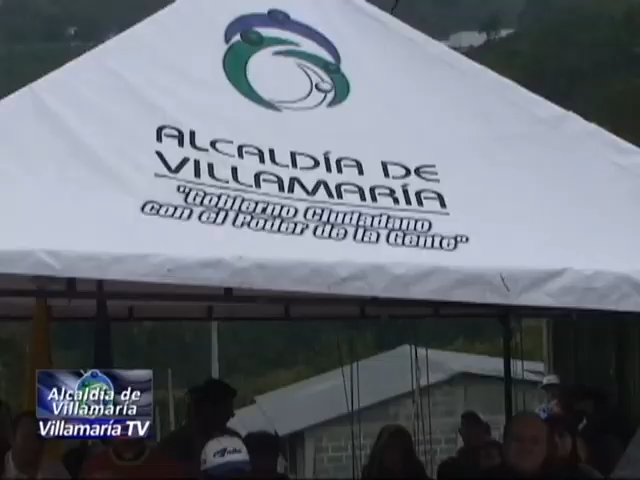 ALCALDÍA DE
VILLAMARÍA
"Gobierno Ciudadano
con el Poder de la Gente"
Alcaldía de
Villamaría
Villamaría TV